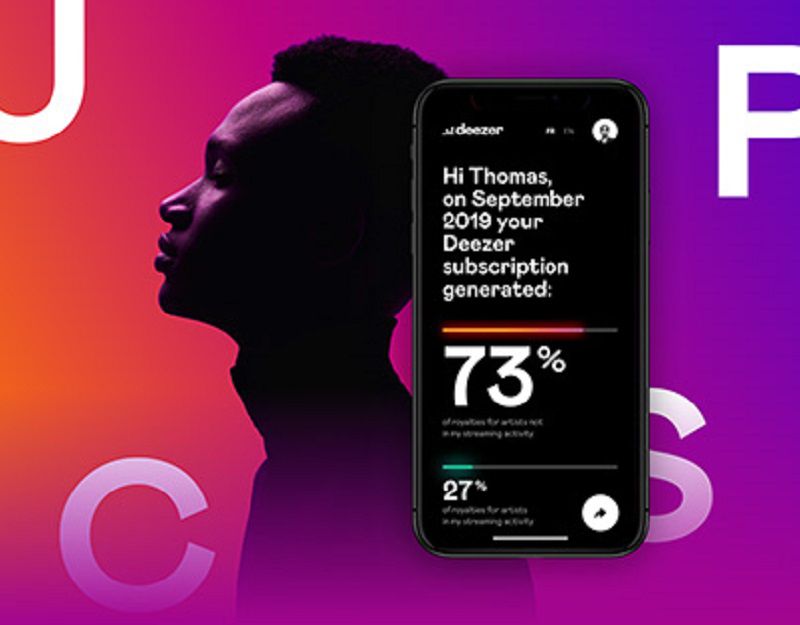 U
P
C
S
deezer
FR EN
Hi Thomas,
on September
2019 your
Deezer
subscription
generated:
73%
of royalties for artists not
in my streaming activity
27%
of royalties for artists
in my streaming activity